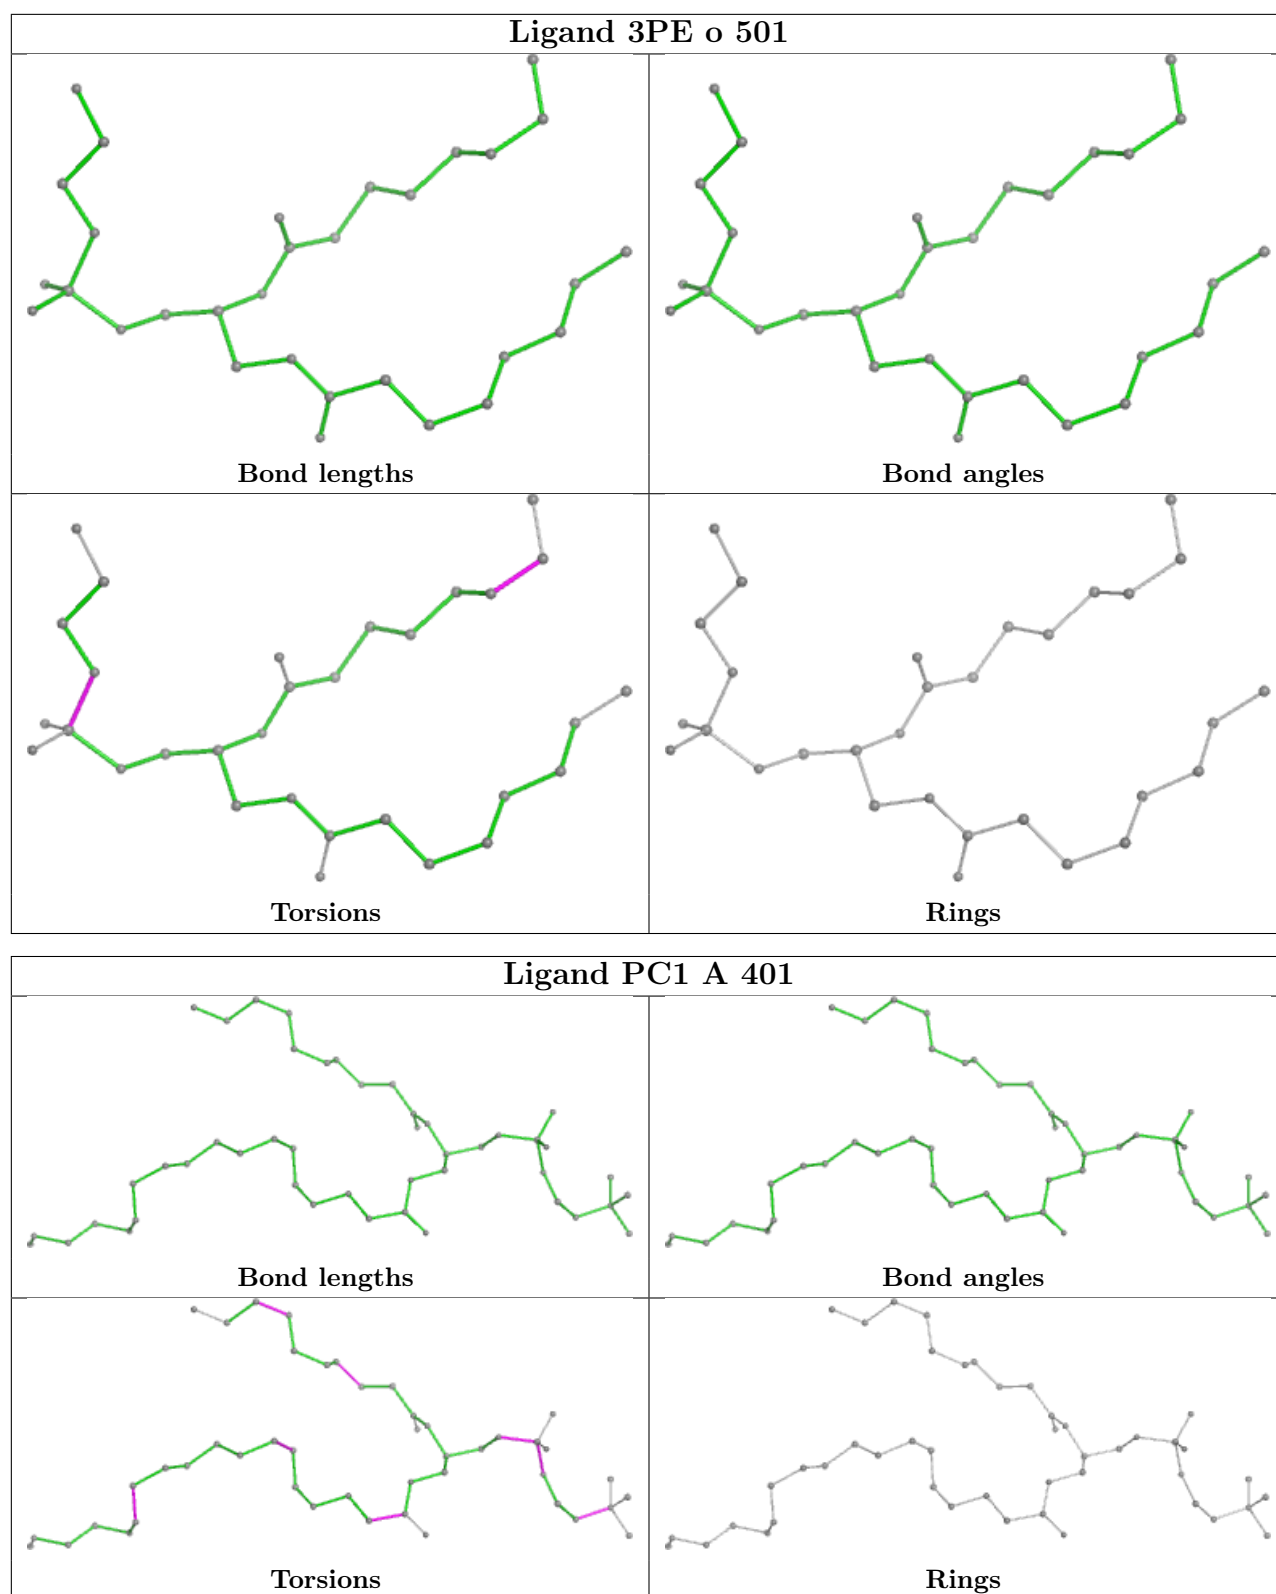 Ligand 3PE o 501
Bond lengths
Bond angles
Torsions
Rings
Ligand PC1 A 401
Bond lengths
Bond angles
Torsions
Rings